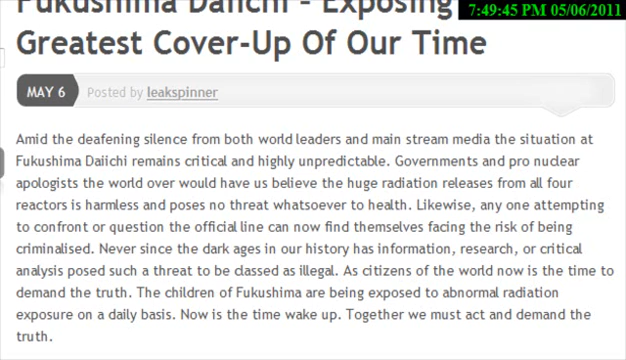 Fukushima Daiichi – Exposing
7:49:45 PM 05/06/2011
Greatest Cover-Up Of Our Time
MAY 6
Posted by leakspinner
Amid the deafening silence from both world leaders and main stream media the situation at
Fukushima Daiichi remains critical and highly unpredictable. Governments and pro nuclear
apologists the world over would have us believe the huge radiation releases from all four
reactors is harmless and poses no threat whatsoever to health. Likewise, any one attempting
to confront or question the official line can now find themselves facing the risk of being
criminalised. Never since the dark ages in our history has information, research, or critical
analysis posed such a threat to be classed as illegal. As citizens of the world now is the time to
demand the truth. The children of Fukushima are being exposed to abnormal radiation
exposure on a daily basis. Now is the time wake up. Together we must act and demand the
truth.